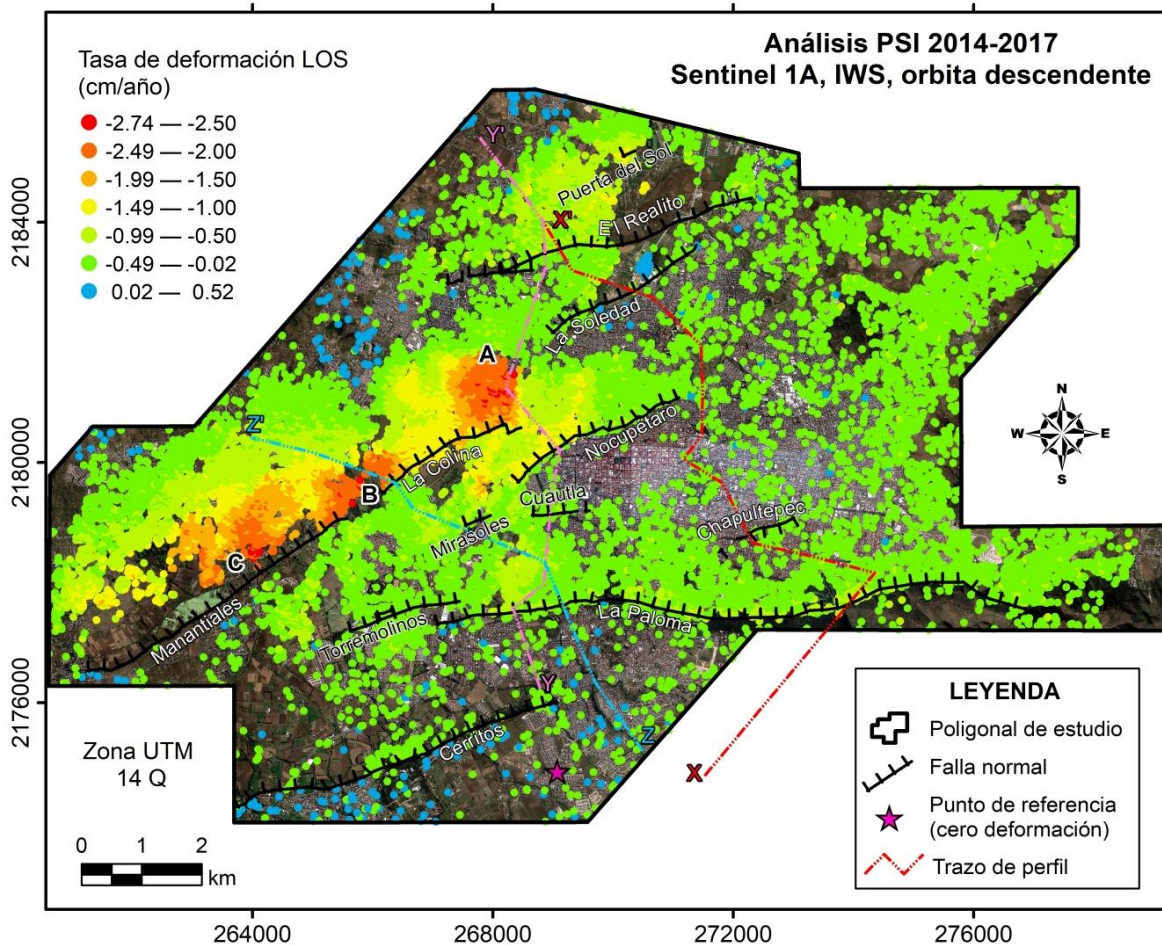 Análisis PSI 2014-2017
Sentinel 1A, IWS, orbita descendente
Tasa de deformación LOS
(cm/año)
-2.74 — -2.50
-2.49 — -2.00
-1.99 — -1.50
-1.49 — -1.00
-0.99 — -0.50
-0.49 — -0.02
0.02 — 0.52
Y'
Puerta del Sol
X'
El Realito
La Soledad
A
Z'
Nocupétaro
La Colina
B
Cuautla
Mirasoles
Chapultepec
C
Manantiales
Torremolinos
La Paloma
Y
Cerritos
Z
X
N
W
E
S
Zona UTM
14 Q
0 1 2
km
LEYENDA
Poligonal de estudio
Falla normal
Punto de referencia
(cero deformación)
Trazo de perfil
2184000
2180000
2176000
264000
268000
272000
276000